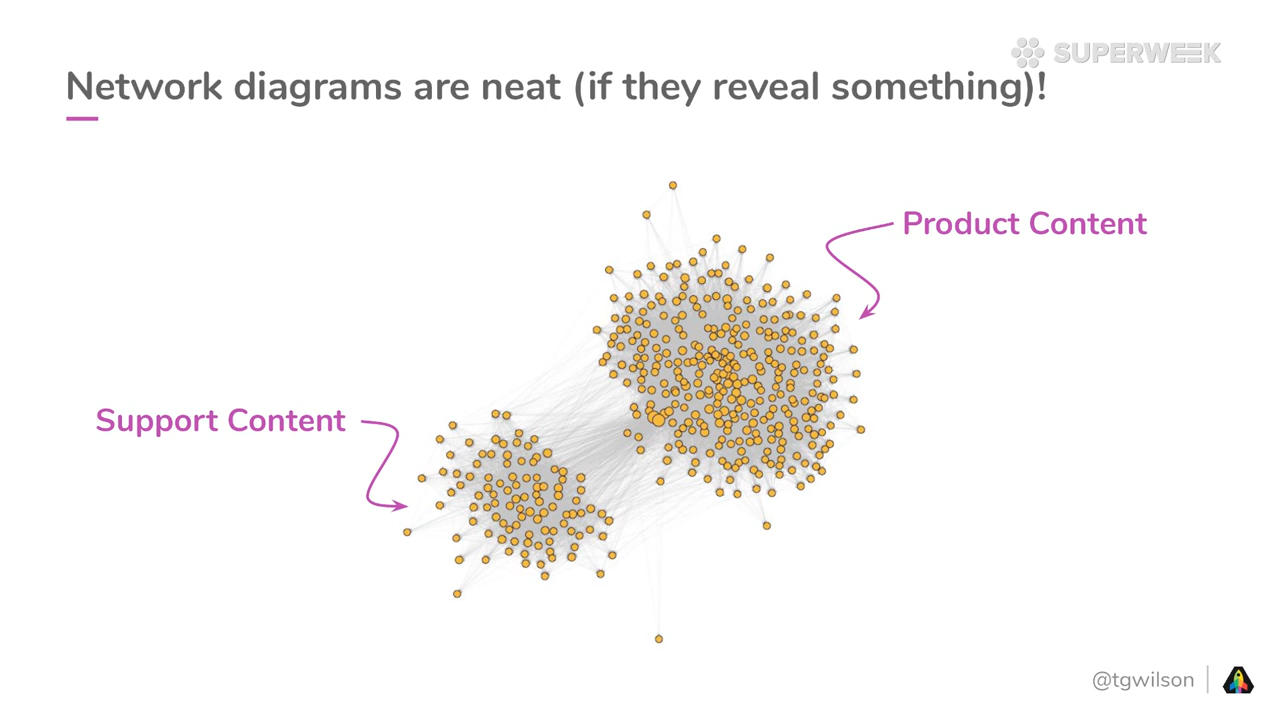 SUPERWEEK
Network diagrams are neat (if they reveal something)!
Product Content
Support Content
@tgwilson